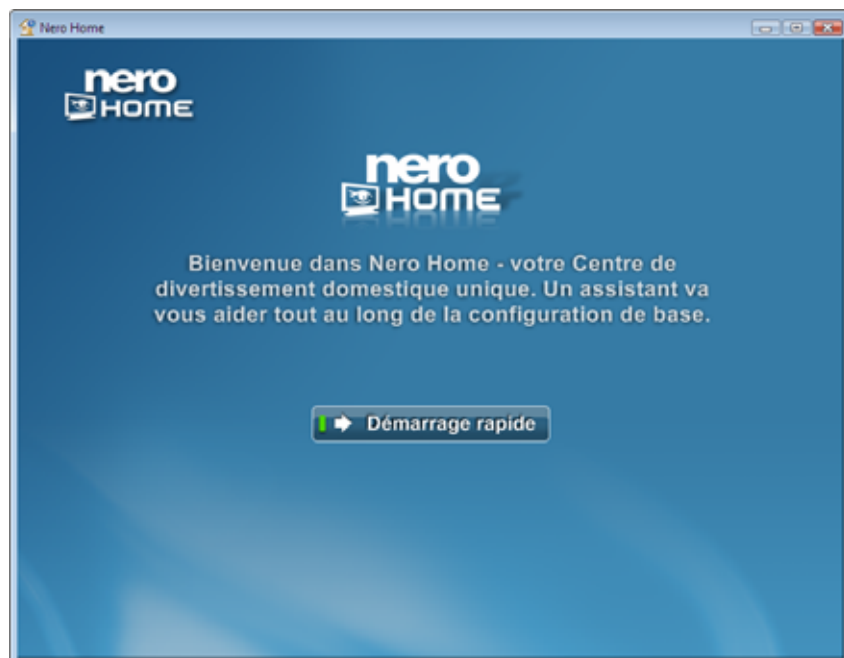 Nero Home
nero
HOME
nero
HOME
Bienvenue dans Nero Home - votre Centre de
divertissement domestique unique. Un assistant va
vous aider tout au long de la configuration de base.
Démarrage rapide